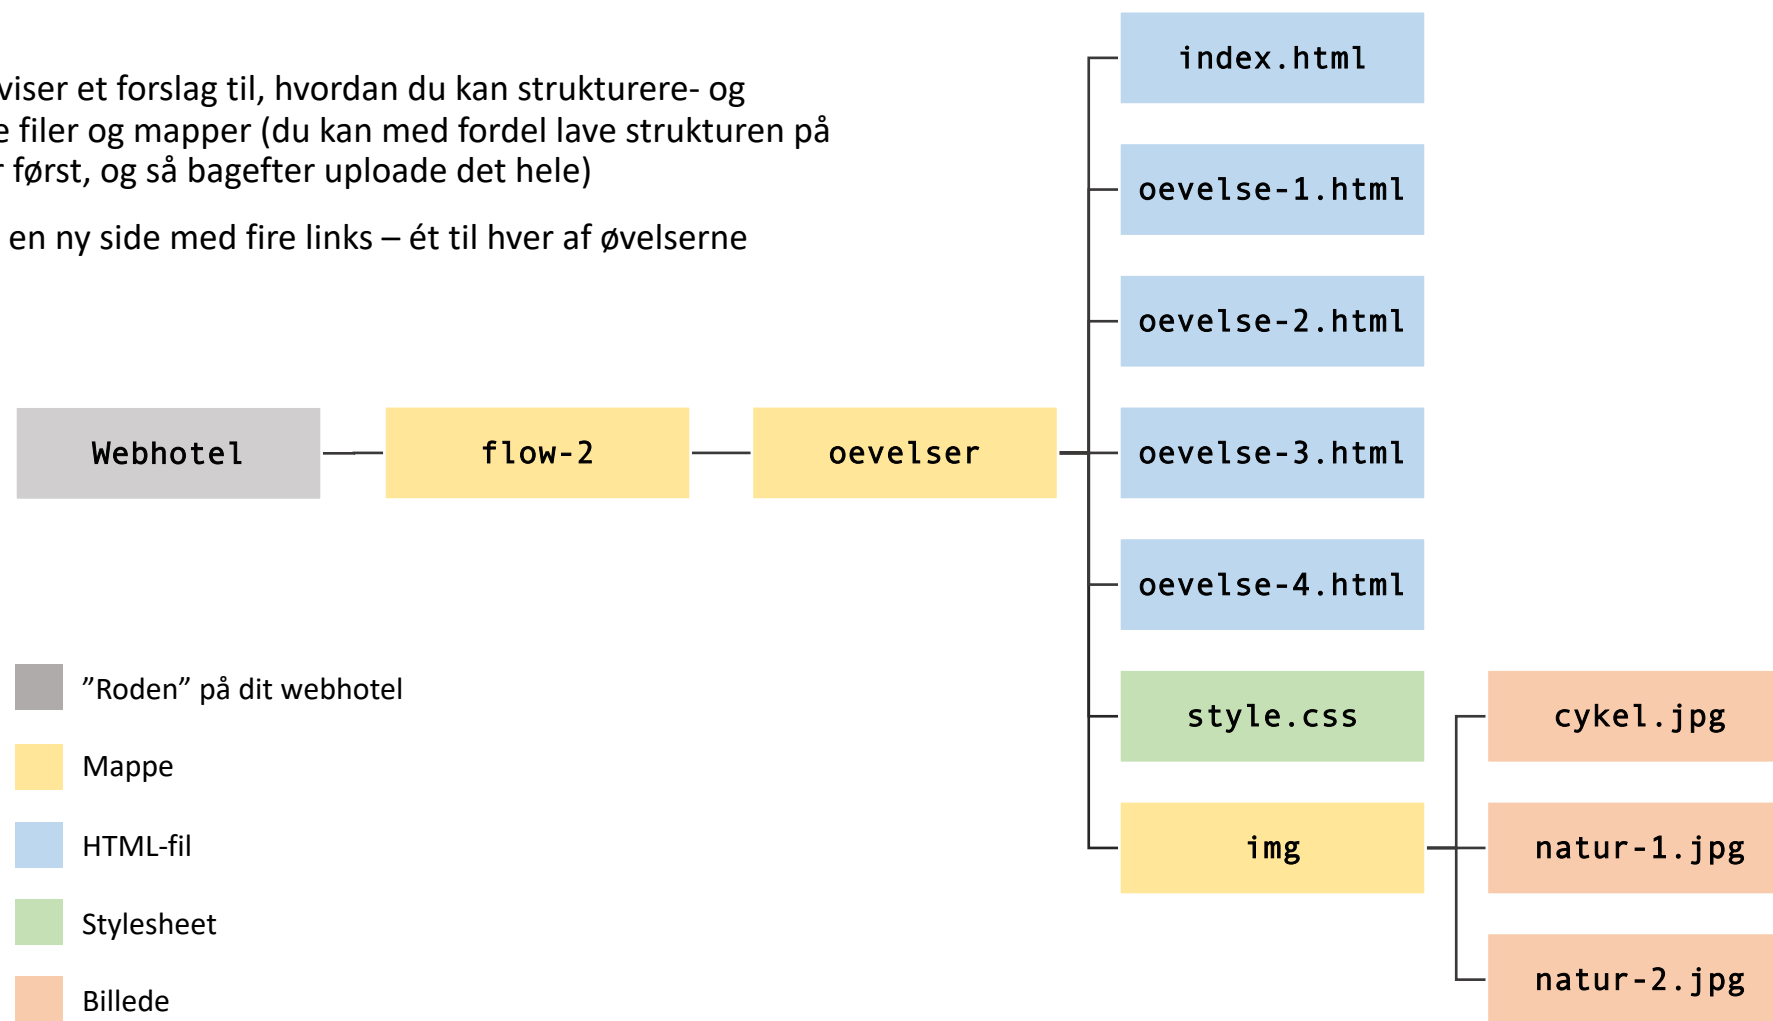 viser et forslag til, hvordan du kan strukturere- og
e filer og mapper (du kan med fordel lave strukturen på
r først, og så bagefter uploade det hele)
en ny side med fire links – ét til hver af øvelserne
index.html
oevelse-1.html
oevelse-2.html
Webhotel
flow-2
oevelser
oevelse-3.html
oevelse-4.html
style.css
img
cykel.jpg
natur-1.jpg
natur-2.jpg
”Roden” på dit webhotel
Mappe
HTML-fil
Stylesheet
Billede